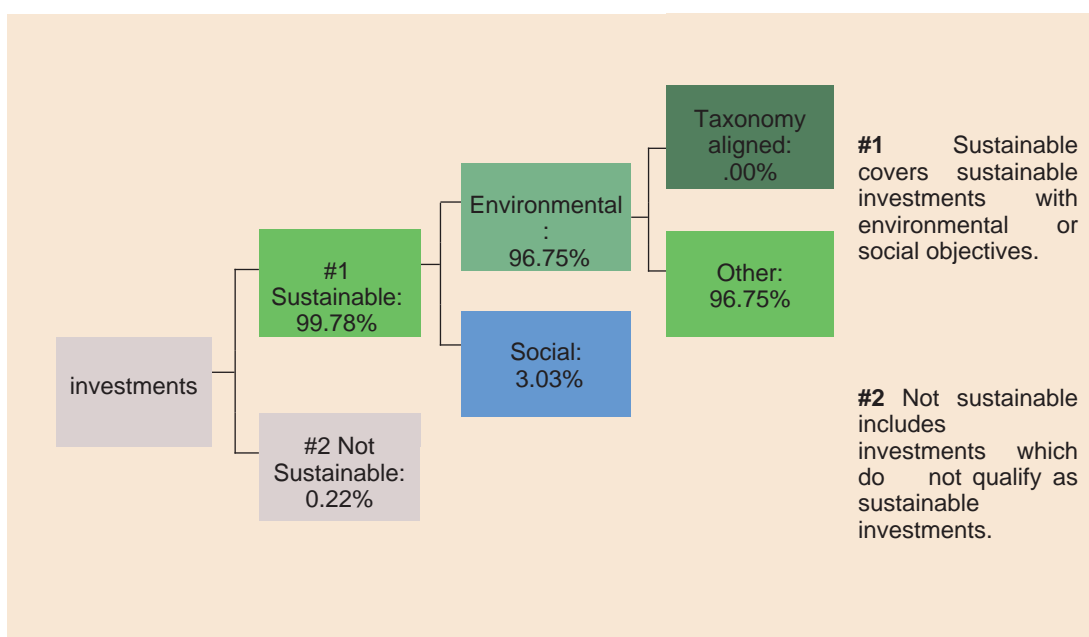 investments
#1
Sustainable:
99.78%
#2 Not
Sustainable:
0.22%
Environmental
:
96.75%
Social:
3.03%
Taxonomy
aligned:
.00%
Other:
96.75%
#1 Sustainable
covers sustainable
investments with
environmental or
social objectives.
#2 Not sustainable
includes
investments which
do not qualify as
sustainable
investments.